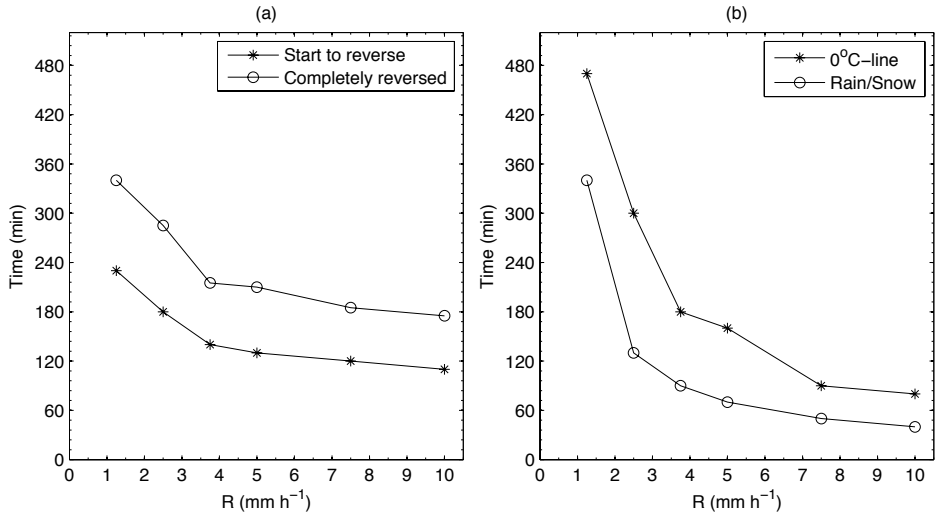 (a)
Start to reverse
Completely reversed
480
420
360
300
240
180
120
60
0
Time (min)
0 1 2 3 4 5 6 7 8 9 10
R (mm h⁻¹)
(b)
0°C−line
Rain/Snow
480
420
360
300
240
180
120
60
0
Time (min)
0 1 2 3 4 5 6 7 8 9 10
R (mm h⁻¹)